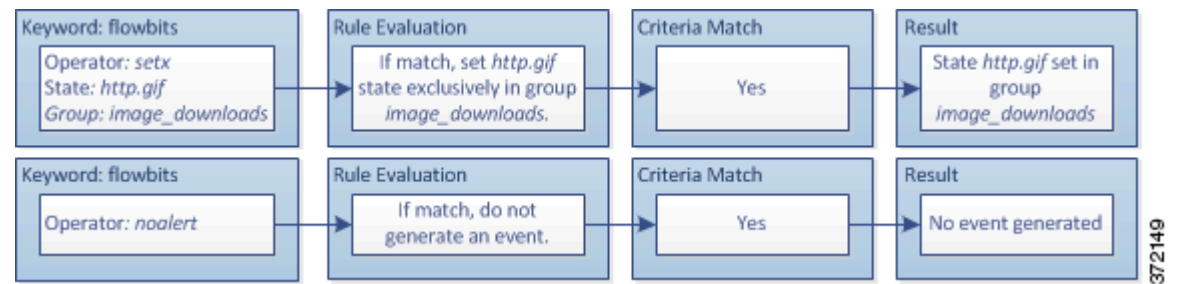 Keyword: flowbits
Operator: setx
State: http.gif
Group: image_downloads
Rule Evaluation
If match, set http.gif
state exclusively in group
image_downloads.
Criteria Match
Yes
Result
State http.gif set in
group
image_downloads
Keyword: flowbits
Operator: noalert
Rule Evaluation
If match, do not
generate an event.
Criteria Match
Yes
Result
No event generated
372149